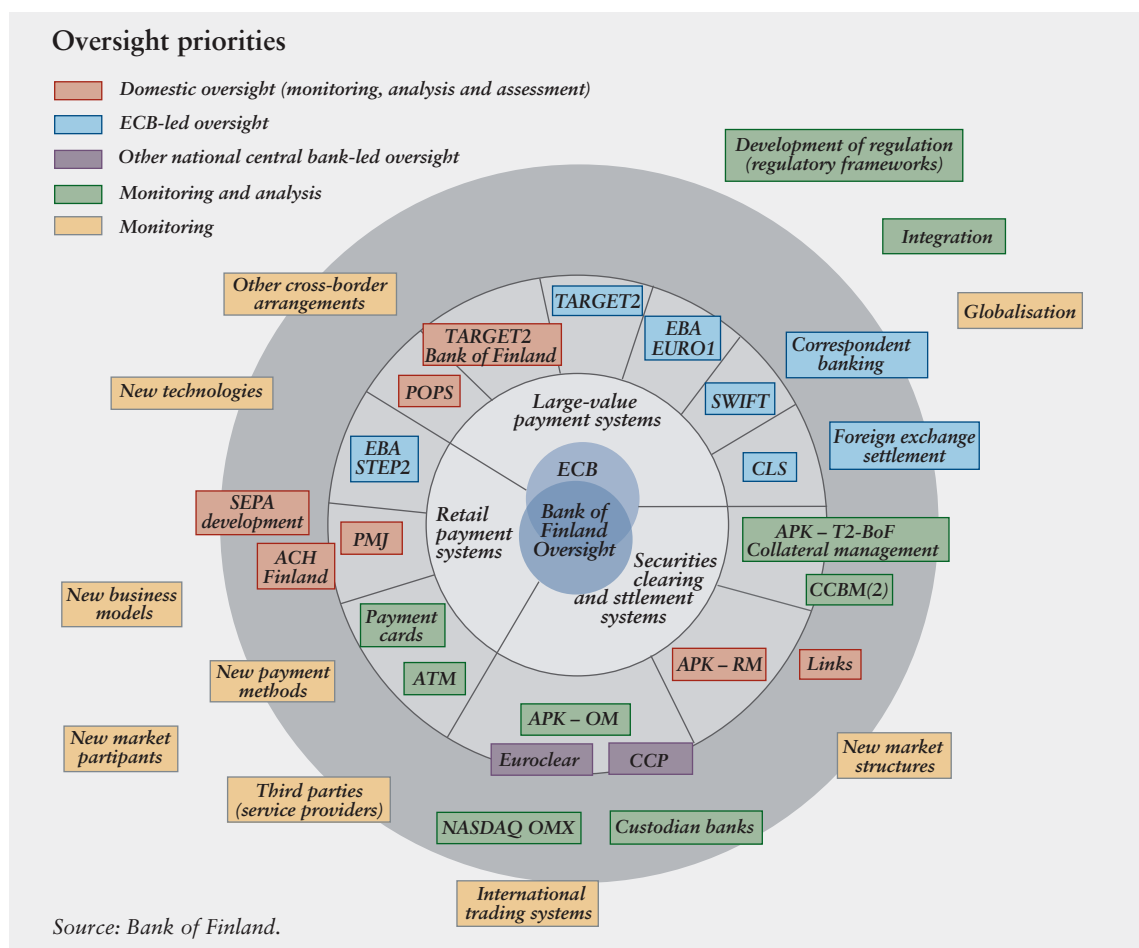 Oversight priorities
Domestic oversight (monitoring, analysis and assessment)
ECB-led oversight
Other national central bank-led oversight
Monitoring and analysis
Monitoring
Development of regulation
(regulatory frameworks)
Integration
Globalisation
Other cross-border
arrangements
TARGET2
TARGET2
Bank of Finland
EBA
EURO1
Correspondent
banking
New technologies
POPS
SWIFT
Large-value
payment systems
EBA
STEP2
Foreign exchange
settlement
CLS
ECB
SEPA
development
PMJ
Retail
payment
systems
Bank of
Finland
Oversight
APK – T2-BoF
Collateral management
ACH
Finland
Securities
clearing
and sttlement
systems
CCBM(2)
New business
models
Payment
cards
New payment
methods
ATM
APK – RM
Links
APK – OM
New market
partipants
Euroclear
CCP
New market
structures
Third parties
(service providers)
NASDAQ OMX
Custodian banks
International
trading systems
Source: Bank of Finland.